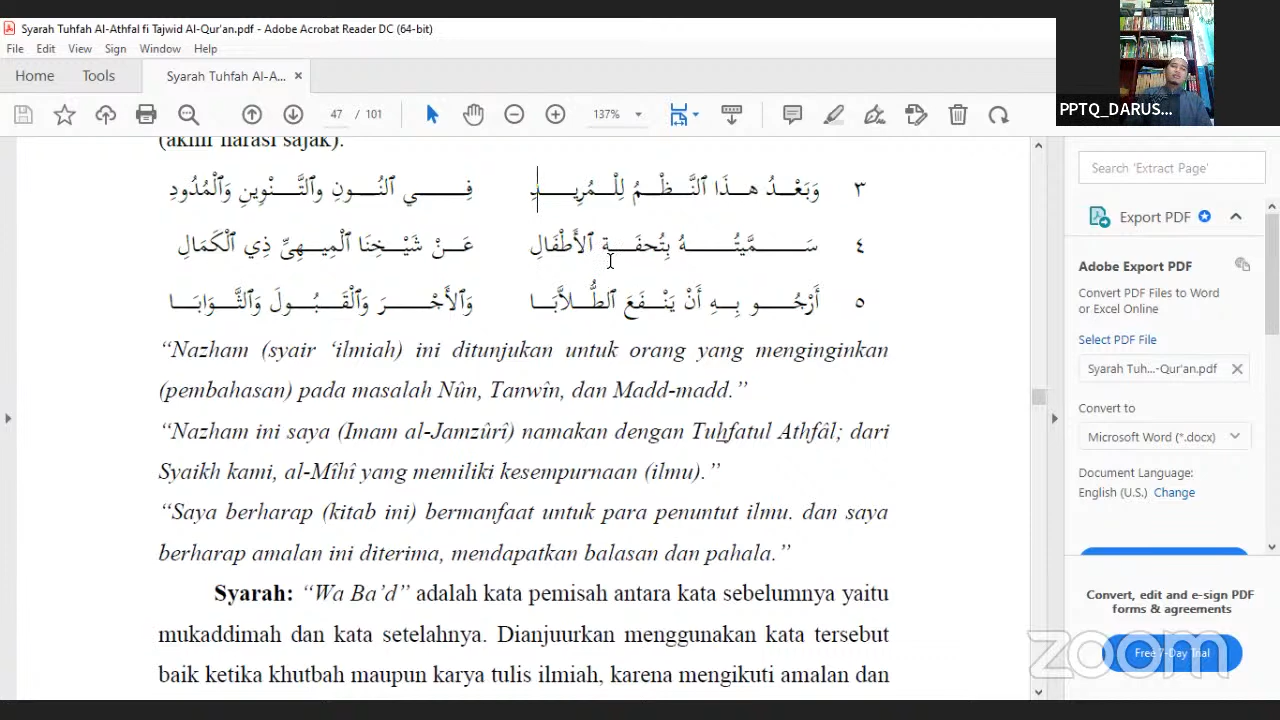 Syarah Tuhfah Al-Athfal fi Tajwid Al-Qur'an.pdf - Adobe Acrobat Reader DC (64-bit)
File Edit View Sign Window Help
Home Tools Syarah Tuhfah Al-A... ×
47 / 101 137%
PPTQ_DARUS...
(akhir narasi sajak).
٣ وَبَعْدُ هٰذَا ٱلنَّظْمُ لِلْمُرِيدِ فِي ٱلنُّونِ وٱلتَّنْوِينِ وَٱلْمُدُودِ
٤ سَمَّيْتُهُ بِتُحفَةِ ٱلأَطْفَالِ عَنْ شَيْخِنَا ٱلْمِيهِىِّ ذِي ٱلْكَمَالِ
٥ أَرْجُو بِهِ أَنْ يَنْفَعَ ٱلطُّلاَّبَا وَٱلأَجْرَ وَٱلْقَبُولَ وَٱلثَّوَابَا
“Nazham (syair ‘ilmiah) ini ditunjukan untuk orang yang menginginkan
(pembahasan) pada masalah Nûn, Tanwîn, dan Madd-madd.”
“Nazham ini saya (Imam al-Jamzûrî) namakan dengan Tuẖfatul Athfâl; dari
Syaikh kami, al-Mîhî yang memiliki kesempurnaan (ilmu).”
“Saya berharap (kitab ini) bermanfaat untuk para penuntut ilmu. dan saya
berharap amalan ini diterima, mendapatkan balasan dan pahala.”
Syarah: “Wa Ba’d” adalah kata pemisah antara kata sebelumnya yaitu
mukaddimah dan kata setelahnya. Dianjuurkan menggunakan kata tersebut
baik ketika khutbah maupun karya tulis ilmiah, karena mengikuti amalan dan
Search 'Extract Page'
Export PDF
Adobe Export PDF
Convert PDF Files to Word
or Excel Online
Select PDF File
Syarah Tuh...-Qur'an.pdf
Convert to
Microsoft Word (*.docx)
Document Language:
English (U.S.) Change
Convert, edit and e-sign PDF
forms & agreements
Free 7-Day Trial
zoom